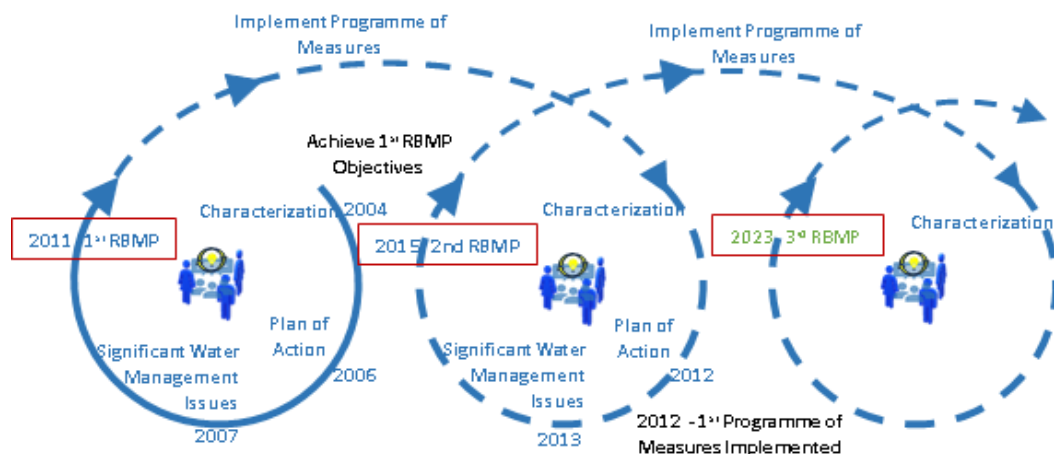 Implement Programme of
Measures
Implement Programme of
Measures
Achieve 1st RBMP
Objectives
Characterization
2004
2011 1st RBMP
Characterization
2015 2nd RBMP
Characterization
2023 3st RBMP
Plan of
Action
2006
Significant Water
Management
Issues
2007
Plan of
Action
2012
Significant Water
Management
Issues
2013
2012 -1st Programme of
Measures Implemented